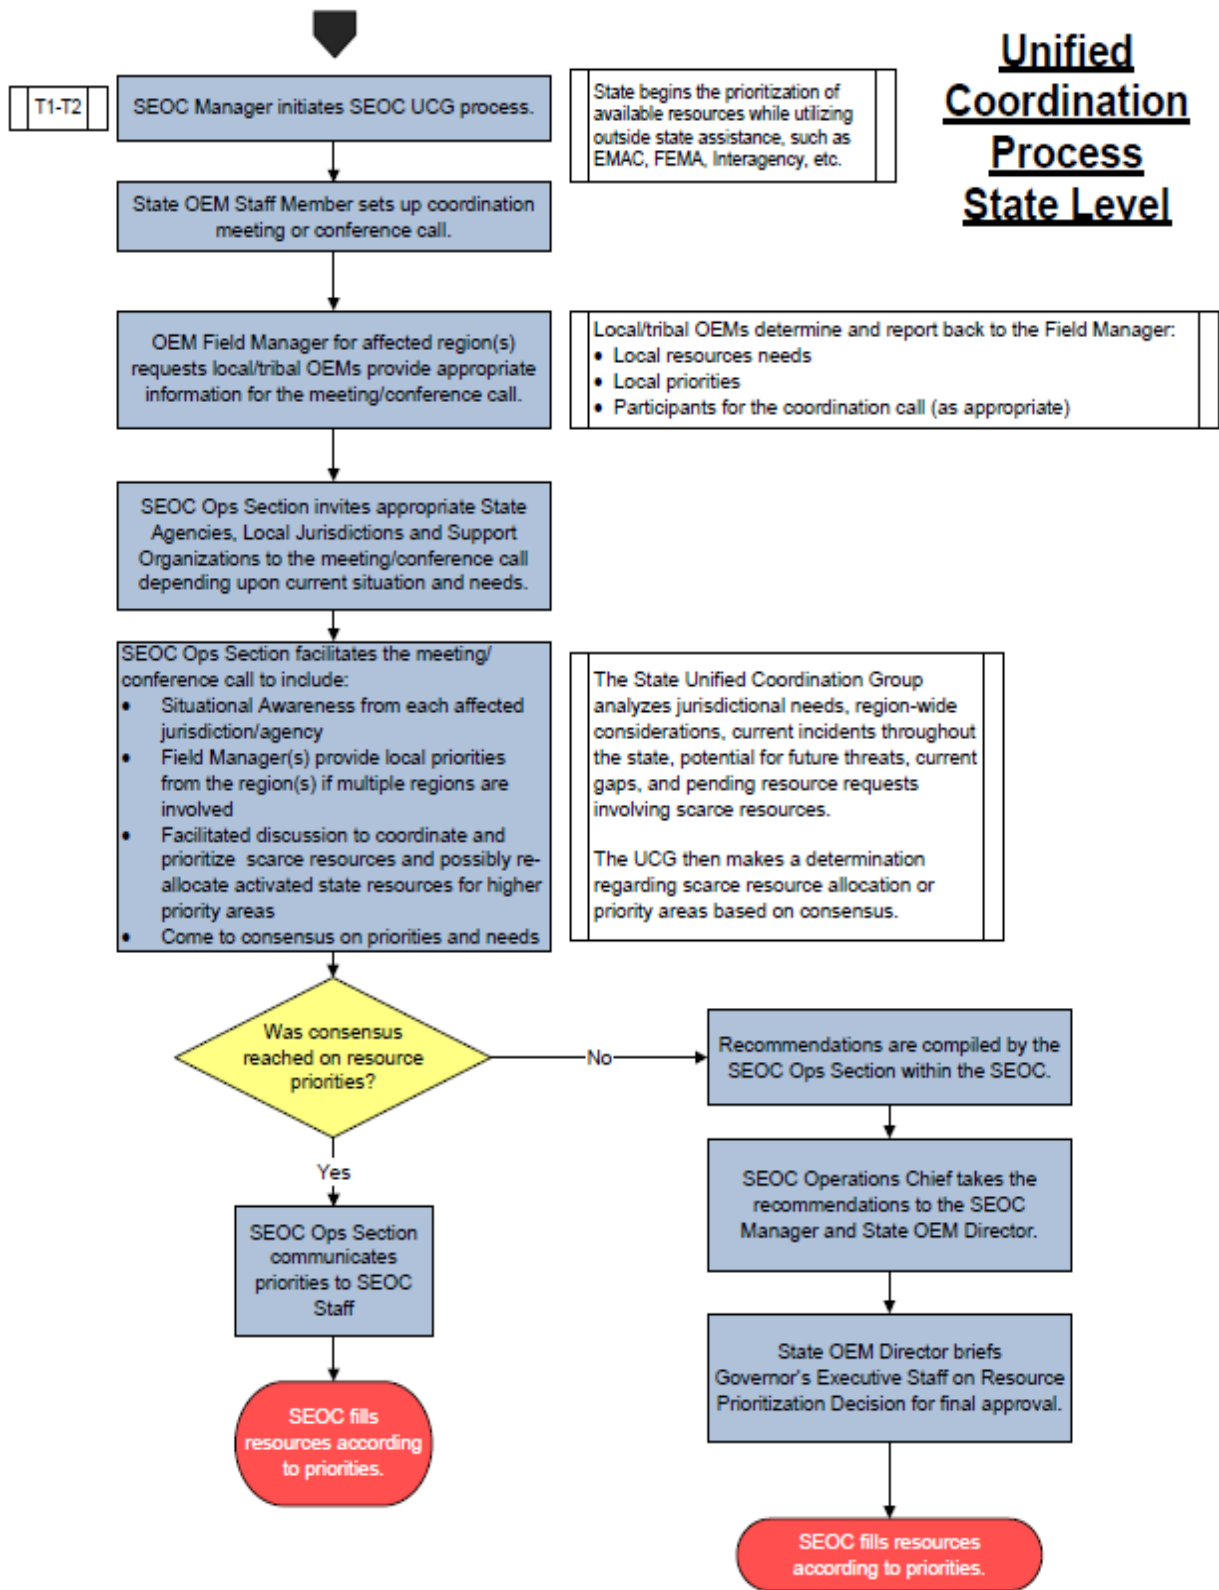 Unified
Coordination
Process
State Level
T1-T2
SEOC Manager initiates SEOC UCG process.
State begins the prioritization of
available resources while utilizing
outside state assistance, such as
EMAC, FEMA, Interagency, etc.
State OEM Staff Member sets up coordination
meeting or conference call.
OEM Field Manager for affected region(s)
requests local/tribal OEMs provide appropriate
information for the meeting/conference call.
Local/tribal OEMs determine and report back to the Field Manager:
• Local resources needs
• Local priorities
• Participants for the coordination call (as appropriate)
SEOC Ops Section invites appropriate State
Agencies, Local Jurisdictions and Support
Organizations to the meeting/conference call
depending upon current situation and needs.
SEOC Ops Section facilitates the meeting/
conference call to include:
• Situational Awareness from each affected
jurisdiction/agency
• Field Manager(s) provide local priorities
from the region(s) if multiple regions are
involved
• Facilitated discussion to coordinate and
prioritize scarce resources and possibly re-
allocate activated state resources for higher
priority areas
• Come to consensus on priorities and needs
The State Unified Coordination Group
analyzes jurisdictional needs, region-wide
considerations, current incidents throughout
the state, potential for future threats, current
gaps, and pending resource requests
involving scarce resources.
The UCG then makes a determination
regarding scarce resource allocation or
priority areas based on consensus.
Was consensus
reached on resource
priorities?
No
Recommendations are compiled by the
SEOC Ops Section within the SEOC.
SEOC Operations Chief takes the
recommendations to the SEOC
Manager and State OEM Director.
State OEM Director briefs
Governor's Executive Staff on Resource
Prioritization Decision for final approval.
SEOC fills resources
according to priorities.
Yes
SEOC Ops Section
communicates
priorities to SEOC
Staff
SEOC fills
resources according
to priorities.